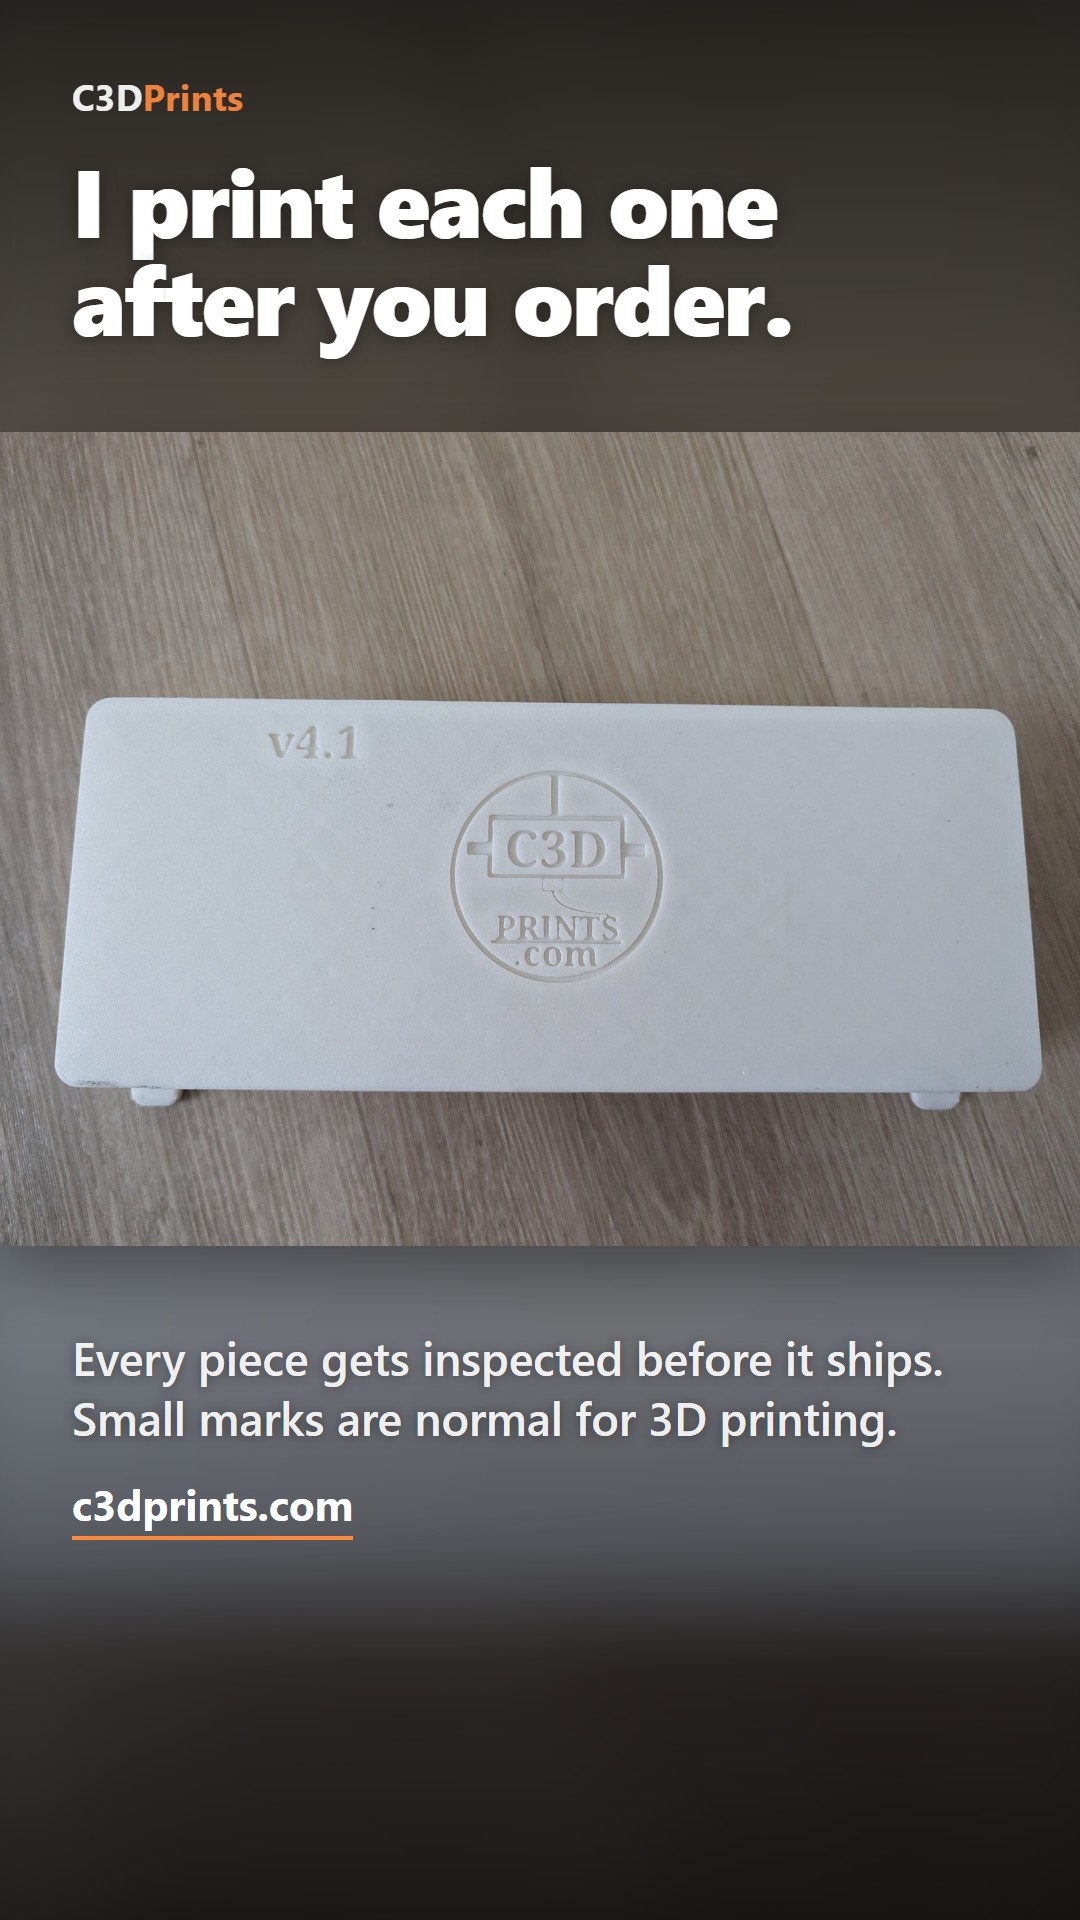 C3DPrints
I print each one
after you order.
v4.1
C3D
PRINTS
.com
Every piece gets inspected before it ships.
Small marks are normal for 3D printing.
c3dprints.com